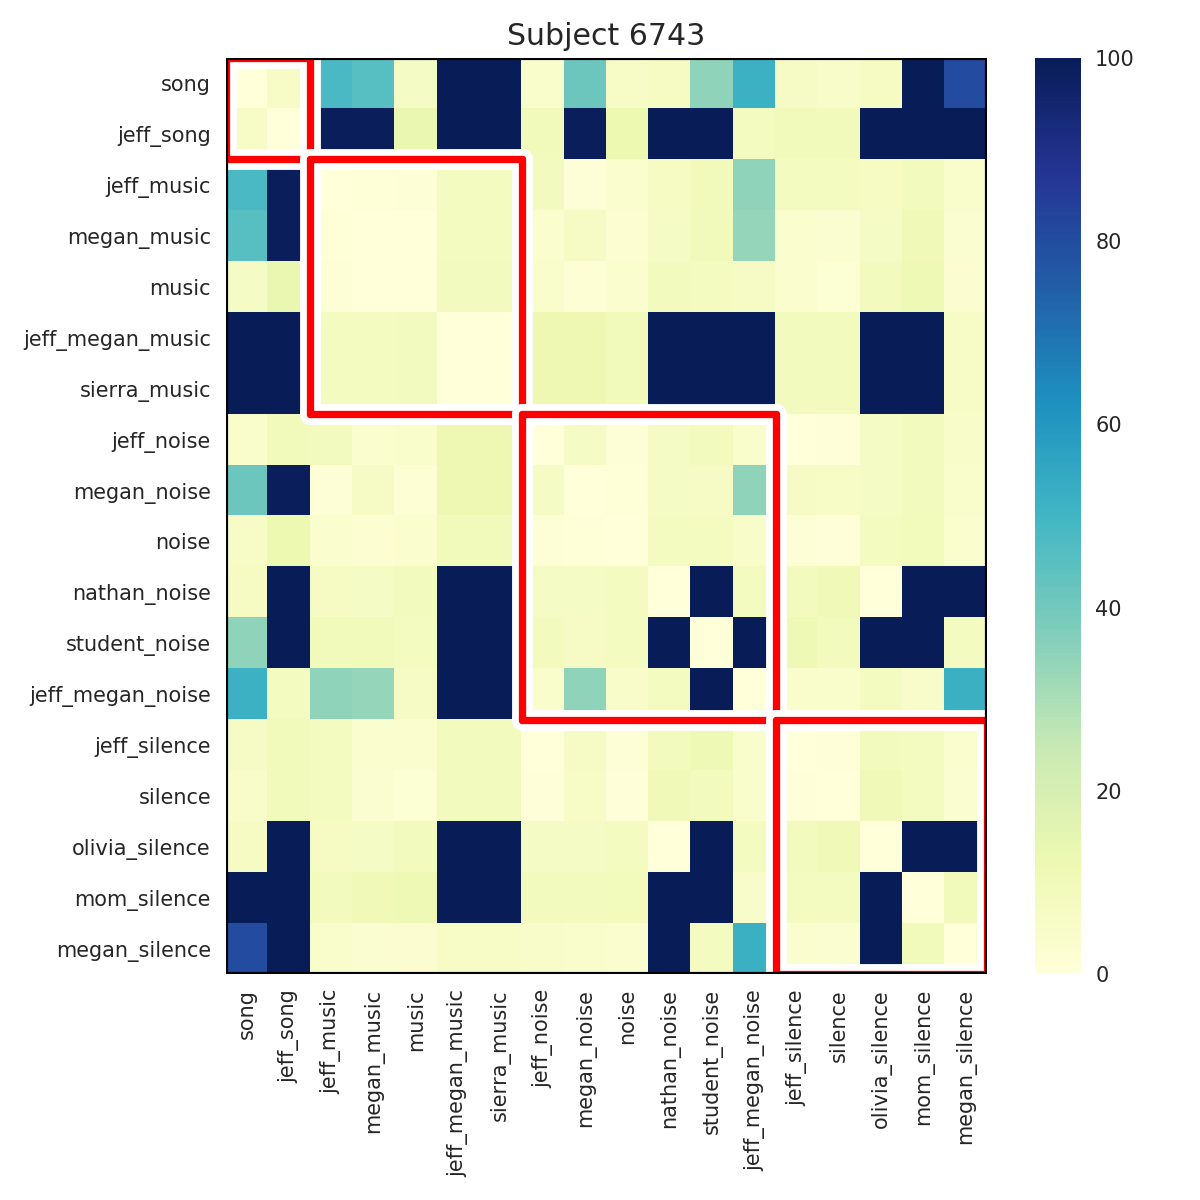 Subject 6743
song
jeff_song
jeff_music
megan_music
music
jeff_megan_music
sierra_music
jeff_noise
megan_noise
noise
nathan_noise
student_noise
jeff_megan_noise
jeff_silence
silence
olivia_silence
mom_silence
megan_silence
song
jeff_song
jeff_music
megan_music
music
jeff_megan_music
sierra_music
jeff_noise
megan_noise
noise
nathan_noise
student_noise
jeff_megan_noise
jeff_silence
silence
olivia_silence
mom_silence
megan_silence
100
80
60
40
20
0